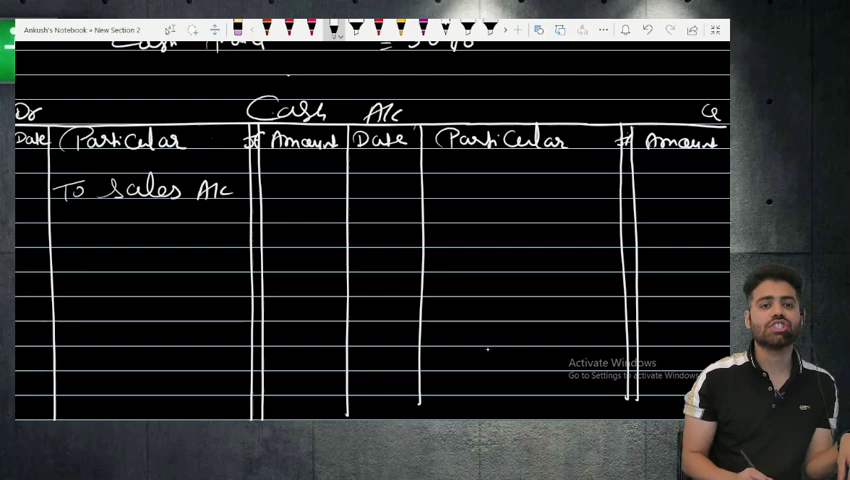 Ankush's Notebook » New Section 2
Dr Cash A/c Cr
Date Particular Amount Date Particular Amount
To Sales A/c
Activate Windows
Go to Settings to activate Windows.